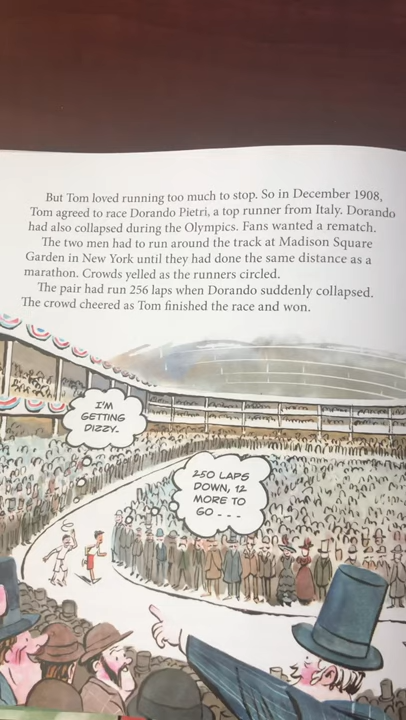 But Tom loved running too much to stop. So in December 1908,
Tom agreed to race Dorando Pietri, a top runner from Italy. Dorando
had also collapsed during the Olympics. Fans wanted a rematch.
The two men had to run around the track at Madison Square
Garden in New York until they had done the same distance as a
marathon. Crowds yelled as the runners circled.
The pair had run 256 laps when Dorando suddenly collapsed.
The crowd cheered as Tom finished the race and won.
I'M
GETTING
DIZZY.
250 LAPS
DOWN, 12
MORE TO
GO - - -